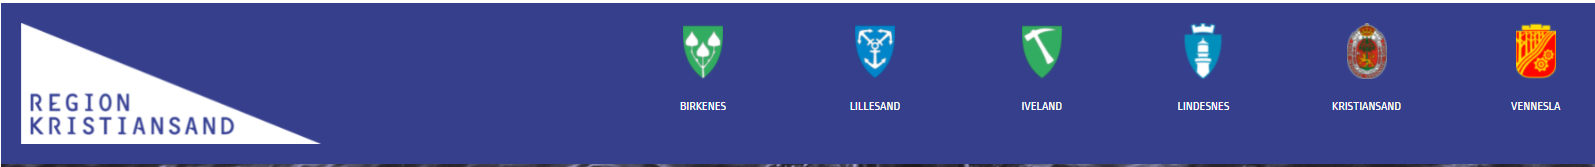 REGION
KRISTIANSAND
BIRKENES
LILLESAND
IVELAND
LINDESNES
KRISTIANSAND
VENNESLA